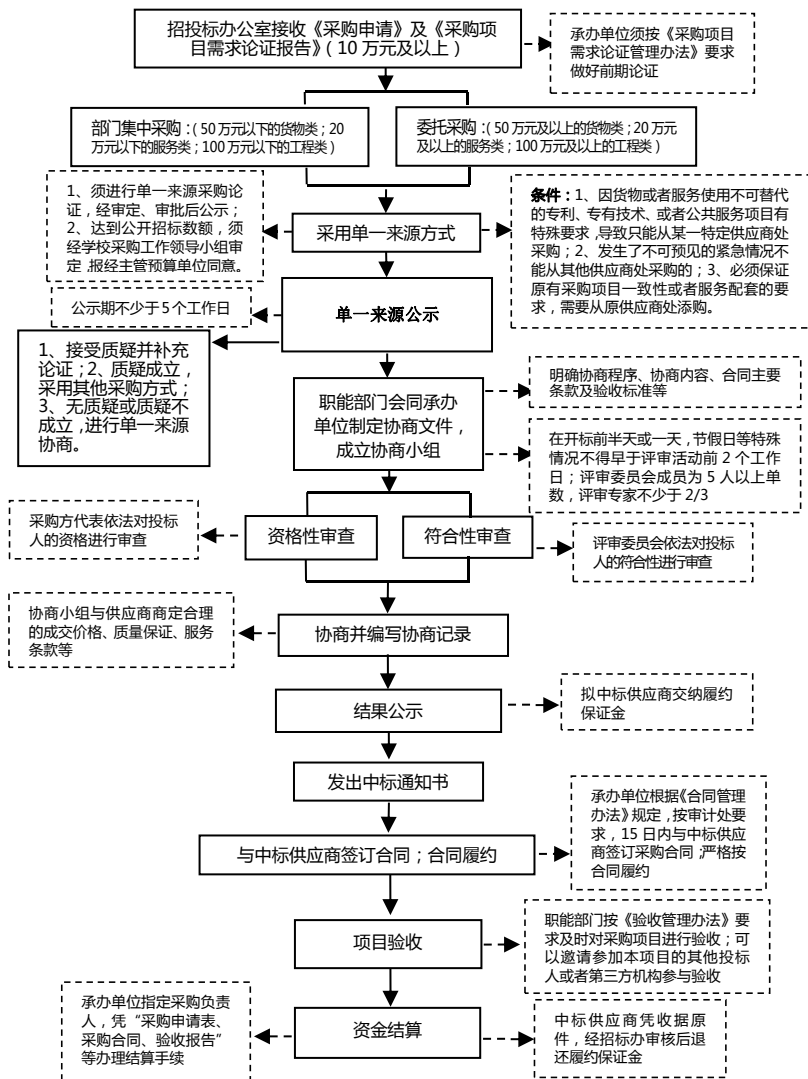 招投标办公室接收《采购申请》及《采购项
目需求论证报告》（10 万元及以上）
承办单位须按《采购项目
需求论证管理办法》要求
做好前期论证
部门集中采购：（50 万元以下的货物类；20
万元以下的服务类；100 万元以下的工程类）
委托采购：（50 万元及以上的货物类；20 万元
及以上的服务类；100 万元及以上的工程类）
1、须进行单一来源采购论
证，经审定、审批后公示；
2、达到公开招标数额，须
经学校采购工作领导小组审
定，报经主管预算单位同意。
采用单一来源方式
条件：1、因货物或者服务使用不可替代
的专利、专有技术、或者公共服务项目有
特殊要求，导致只能从某一特定供应商处
采购；2、发生了不可预见的紧急情况不
能从其他供应商处采购的；3、必须保证
原有采购项目一致性或者服务配套的要
求，需要从原供应商处添购。
公示期不少于 5 个工作日
单一来源公示
1、接受质疑并补充
论证；2、质疑成立，
采用其他采购方式；
3、无质疑或质疑不
成立，进行单一来源
协商。
职能部门会同承办
单位制定协商文件，
成立协商小组
明确协商程序、协商内容、合同主要
条款及验收标准等
在开标前半天或一天，节假日等特殊
情况不得早于评审活动前 2 个工作
日；评审委员会成员为 5 人以上单
数，评审专家不少于 2/3
采购方代表依法对投标
人的资格进行审查
资格性审查
符合性审查
评审委员会依法对投标
人的符合性进行审查
协商小组与供应商商定合理
的成交价格、质量保证、服务
条款等
协商并编写协商记录
结果公示
拟中标供应商交纳履约
保证金
发出中标通知书
承办单位根据《合同管理
办法》规定，按审计处要
求，15 日内与中标供应
商签订采购合同；严格按
合同履约
与中标供应商签订合同；合同履约
项目验收
职能部门按《验收管理办法》要
求及时对采购项目进行验收；可
以邀请参加本项目的其他投标
人或者第三方机构参与验收
承办单位指定采购负责
人，凭“采购申请表、
采购合同、验收报告”
等办理结算手续
资金结算
中标供应商凭收据原
件，经招标办审核后退
还履约保证金